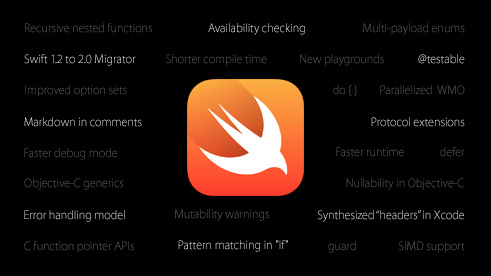 Recursive nested functions Availability checking Multi-payload enums
Swift 1.2 to 2.0 Migrator Shorter compile time New playgrounds @testable
Improved option sets do { } Parallelized WMO
Markdown in comments Protocol extensions
Faster debug mode Faster runtime defer
Objective-C generics Nullability in Objective-C
Error handling model Mutability warnings Synthesized “headers” in Xcode
C function pointer APIs Pattern matching in "if" guard SIMD support